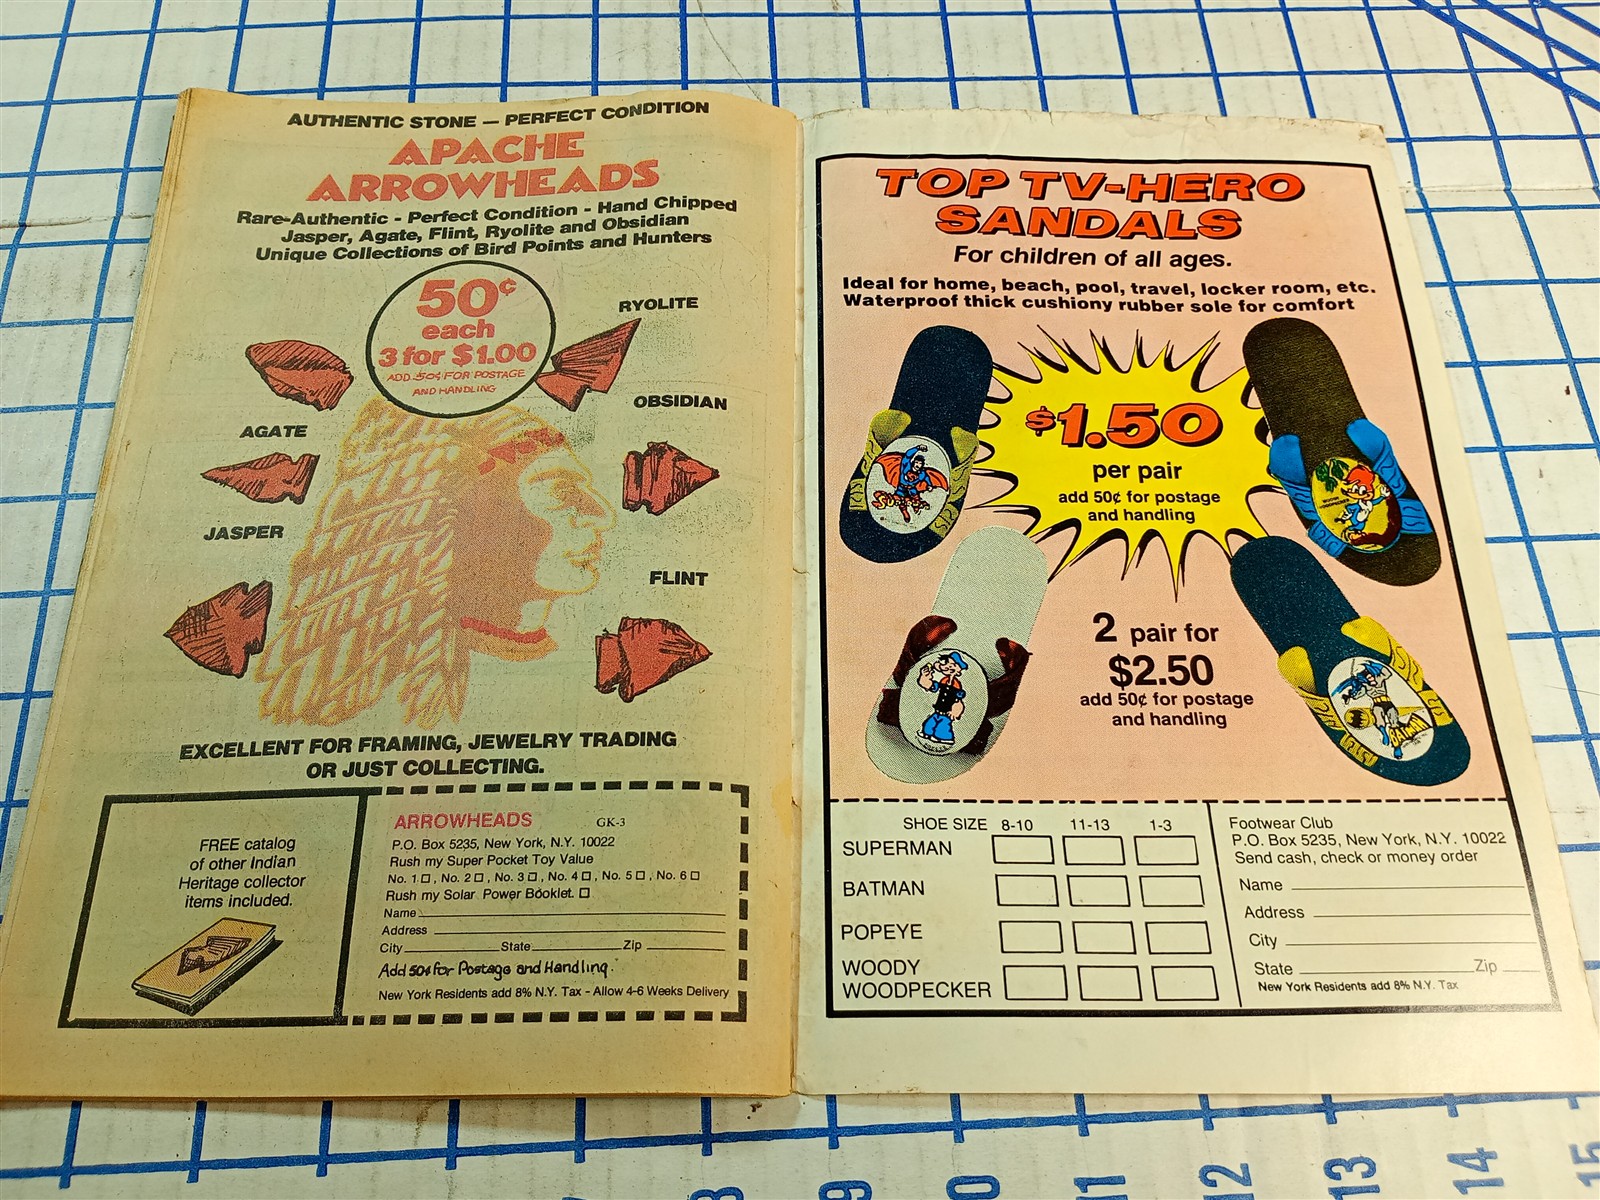 AUTHENTIC STONE — PERFECT CONDITION
APACHE
ARROWHEADS
Rare-Authentic - Perfect Condition - Hand Chipped
Jasper, Agate, Flint, Ryolite and Obsidian
Unique Collections of Bird Points and Hunters
50¢
each
3 for $1.00
ADD 50¢ FOR POSTAGE
AND HANDLING
RYOLITE
OBSIDIAN
AGATE
JASPER
FLINT
EXCELLENT FOR FRAMING, JEWELRY TRADING
OR JUST COLLECTING.
FREE catalog
of other Indian
Heritage collector
items included.
ARROWHEADS GK-3
P.O. Box 5235, New York, N.Y. 10022
Rush my Super Pocket Toy Value
No. 1 □, No. 2 □, No. 3 □, No. 4 □, No. 5 □, No. 6 □
Rush my Solar Power Booklet. □
Name
Address
City State Zip
Add 50¢ for Postage and Handling.
New York Residents add 8% N.Y. Tax - Allow 4-6 Weeks Delivery
TOP TV-HERO
SANDALS
For children of all ages.
Ideal for home, beach, pool, travel, locker room, etc.
Waterproof thick cushiony rubber sole for comfort
$1.50
per pair
add 50¢ for postage
and handling
SUPERMAN
2 pair for
$2.50
add 50¢ for postage
and handling
BATMAN
SHOE SIZE 8-10 11-13 1-3
SUPERMAN
BATMAN
POPEYE
WOODY
WOODPECKER
Footwear Club
P.O. Box 5235, New York, N.Y. 10022
Send cash, check or money order
Name
Address
City
State Zip
New York Residents add 8% N.Y. Tax
9
10
11
12
13
14
15